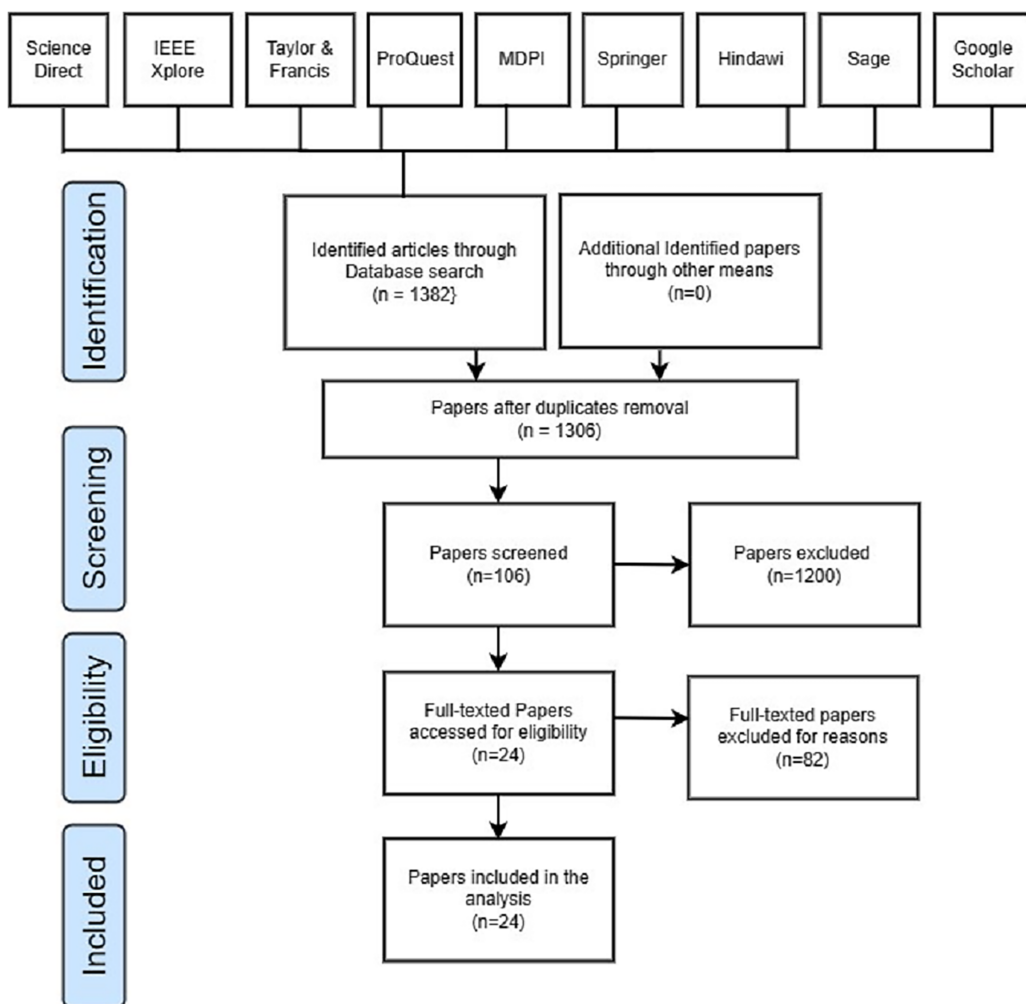 Science
Direct
IEEE
Xplore
Taylor &
Francis
ProQuest
MDPI
Springer
Hindawi
Sage
Google
Scholar
Identification
Identified articles through
Database search
(n = 1382}
Additional Identified papers
through other means
(n=0)
Papers after duplicates removal
(n = 1306)
Screening
Papers screened
(n=106)
Papers excluded
(n=1200)
Eligibility
Full-texted Papers
accessed for eligibility
(n=24)
Full-texted papers
excluded for reasons
(n=82)
Included
Papers included in the
analysis
(n=24)